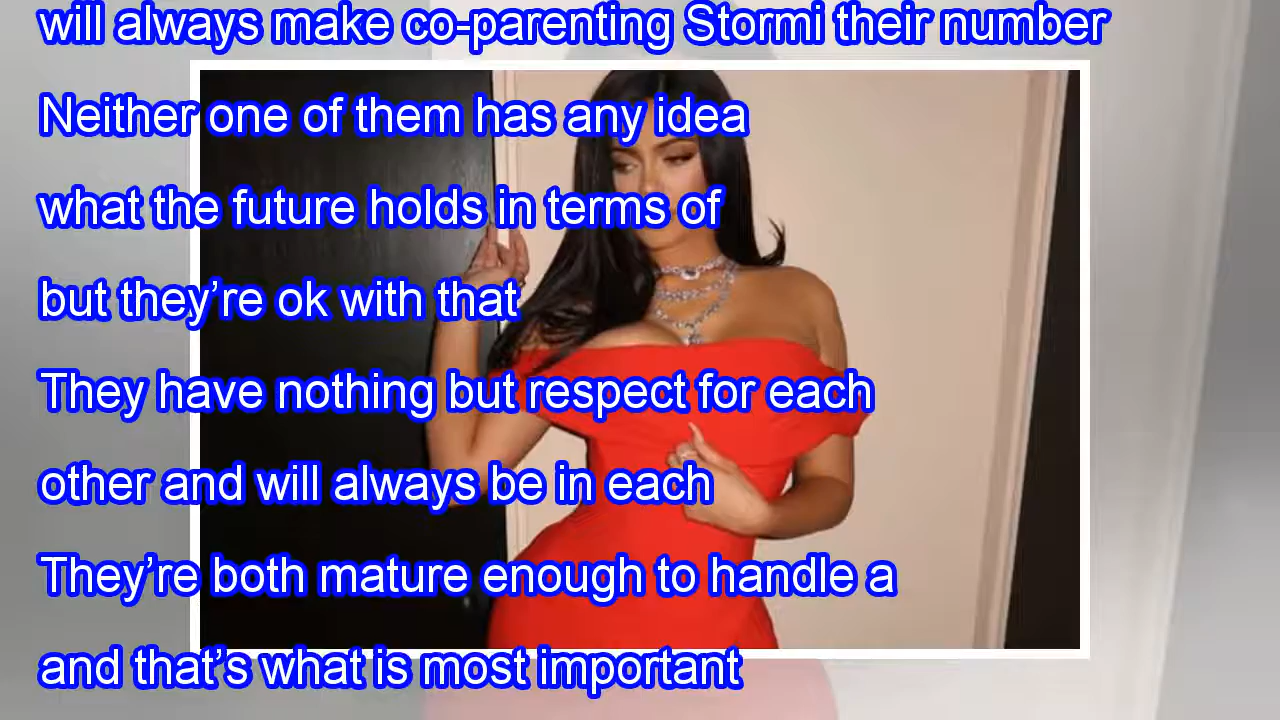 will always make co-parenting Stormi their number
Neither one of them has any idea
what the future holds in terms of
but they’re ok with that
They have nothing but respect for each
other and will always be in each
They’re both mature enough to handle a
and that’s what is most important